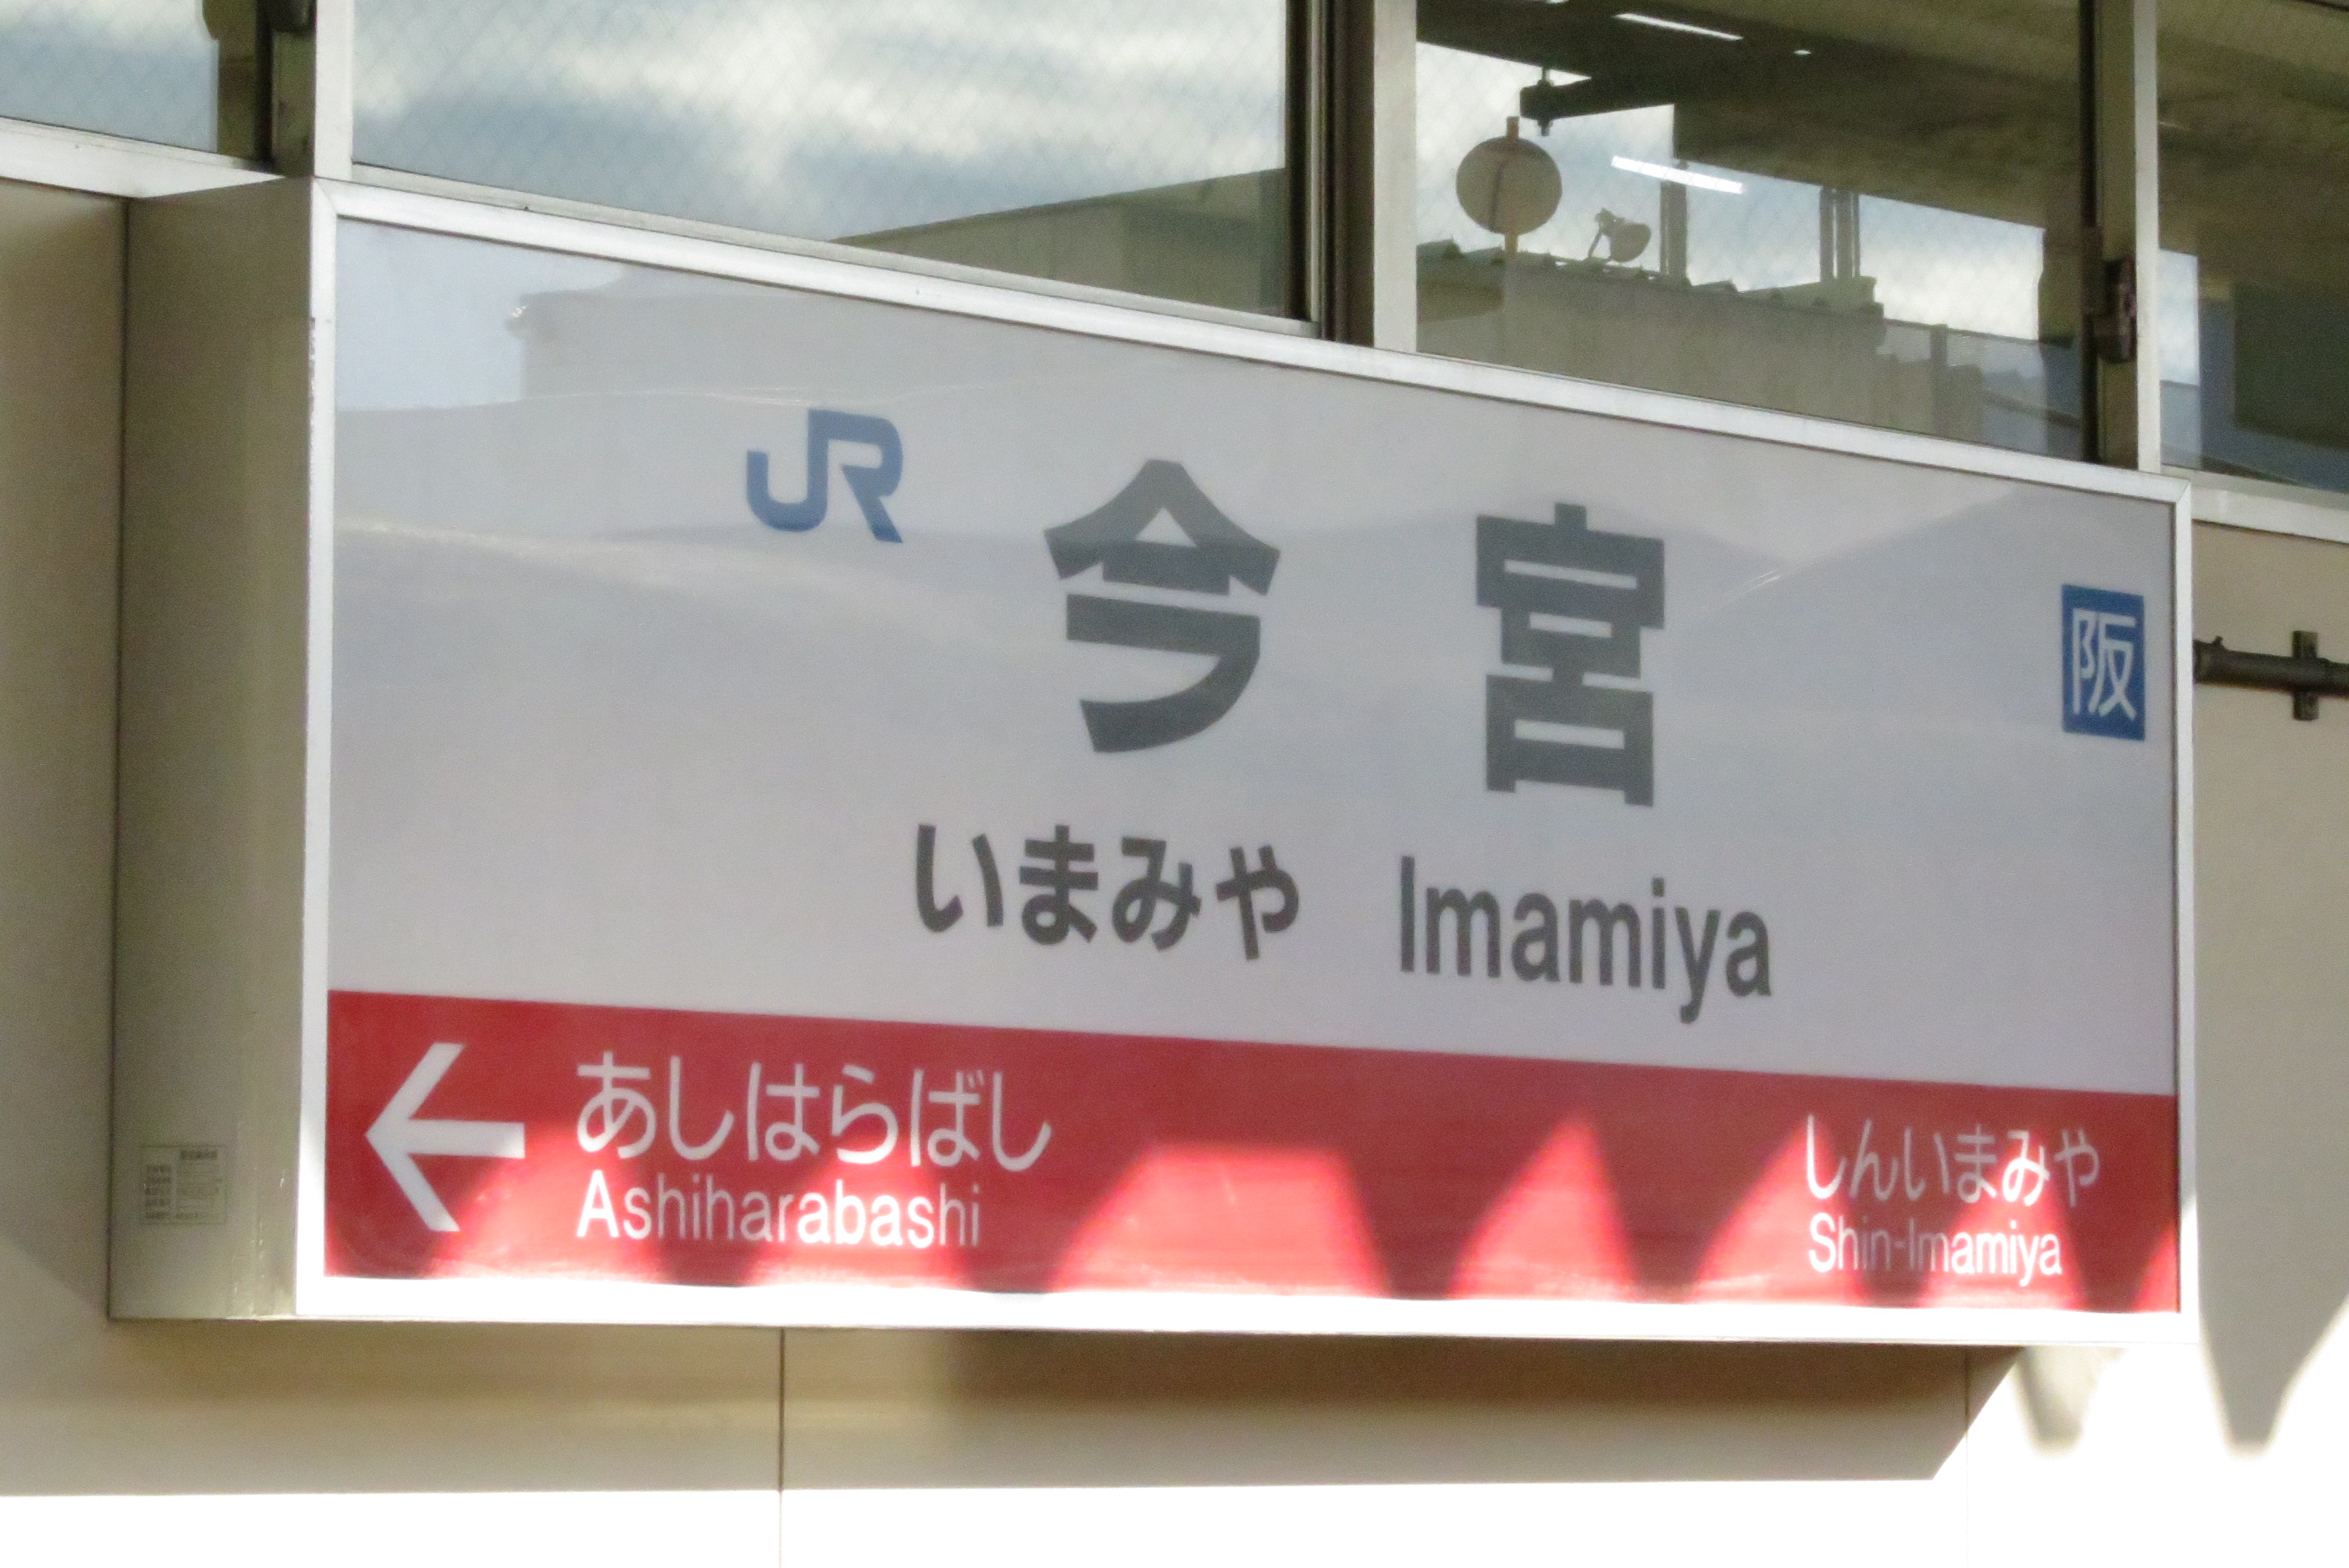 JR 今宮
阪
いまみや Imamiya
← あしはらばし
Ashiharabashi
しんいまみや
Shin-Imamiya